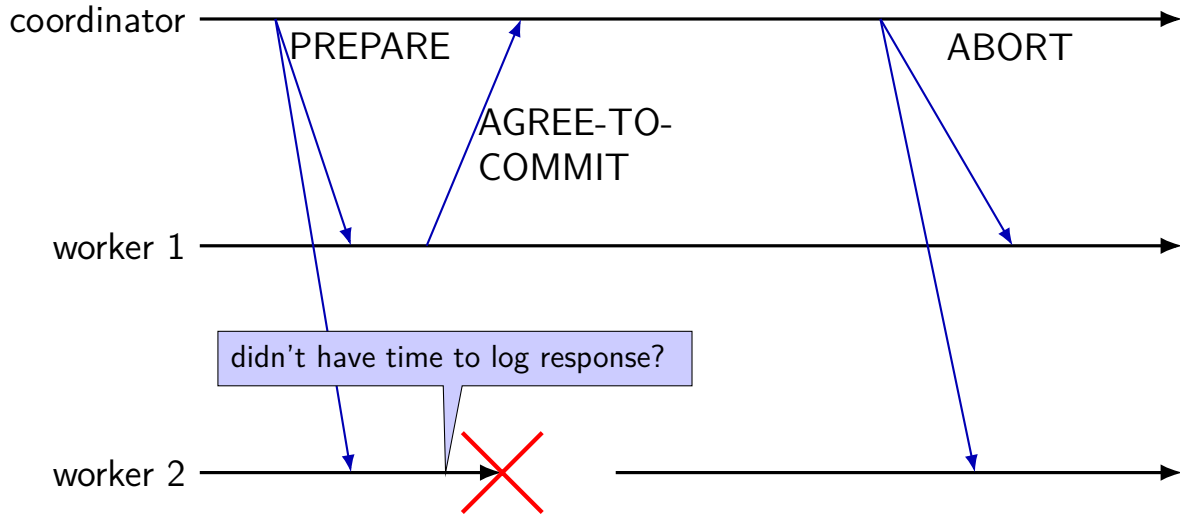 coordinator
PREPARE
ABORT
AGREE-TO-
COMMIT
worker 1
didn't have time to log response?
worker 2